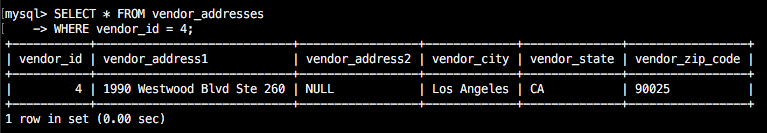 [mysql> SELECT * FROM vendor_addresses
[    -> WHERE vendor_id = 4;
+-----------+---------------------------+-----------------+-------------+--------------+-----------------+
| vendor_id | vendor_address1           | vendor_address2 | vendor_city | vendor_state | vendor_zip_code |
+-----------+---------------------------+-----------------+-------------+--------------+-----------------+
|         4 | 1990 Westwood Blvd Ste 260 | NULL            | Los Angeles | CA           | 90025           |
+-----------+---------------------------+-----------------+-------------+--------------+-----------------+
1 row in set (0.00 sec)